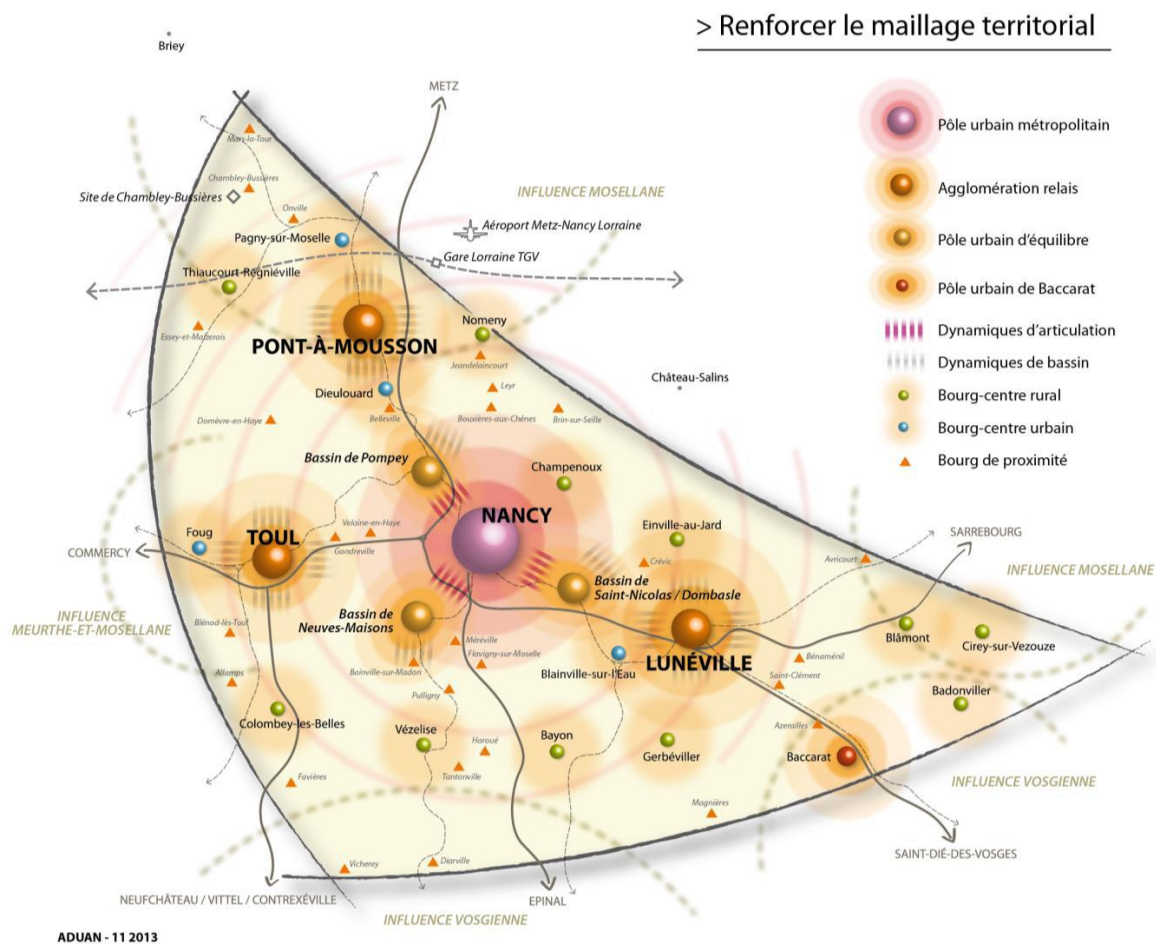 > Renforcer le maillage territorial
Briey
METZ
Pôle urbain métropolitain
Mars-la-Tour
Chambley-Bussières
Site de Chambley-Bussières
INFLUENCE MOSELLANE
Agglomération relais
Onville
Pagny-sur-Moselle
Aéroport Metz-Nancy Lorraine
Pôle urbain d'équilibre
Gare Lorraine TGV
Thiaucourt-Regniéville
Pôle urbain de Baccarat
Nomeny
Essey-et-Maizerais
Dynamiques d'articulation
PONT-À-MOUSSON
Jeandelaincourt
Dynamiques de bassin
Château-Salins
Dieulouard
Leyr
Bourg-centre rural
Belleville
Bouxières-aux-Chênes
Brin-sur-Seille
Domèvre-en-Haye
Bourg-centre urbain
Bassin de Pompey
Champenoux
Bourg de proximité
NANCY
Velaine-en-Haye
Einville-au-Jard
Foug
TOUL
Gondreville
SARREBOURG
COMMERCY
Crévic
Avricourt
INFLUENCE MOSELLANE
Bassin de
Saint-Nicolas / Dombasle
INFLUENCE
MEURTHE-ET-MOSELLANE
Bassin de
Neuves-Maisons
Blénod-lès-Toul
Méréville
Blâmont
Cirey-sur-Vezouze
Flavigny-sur-Moselle
LUNÉVILLE
Bénaménil
Allamps
Bainville-sur-Madon
Blainville-sur-l'Eau
Saint-Clément
Pulligny
Badonviller
Colombey-les-Belles
Vézelise
Haroué
Bayon
Gerbéviller
Azerailles
Baccarat
Tantonville
Favières
INFLUENCE VOSGIENNE
Magnières
Vicherey
Diarville
SAINT-DIÉ-DES-VOSGES
NEUFCHÂTEAU / VITTEL / CONTREXÉVILLE
EPINAL
INFLUENCE VOSGIENNE
ADUAN - 11 2013